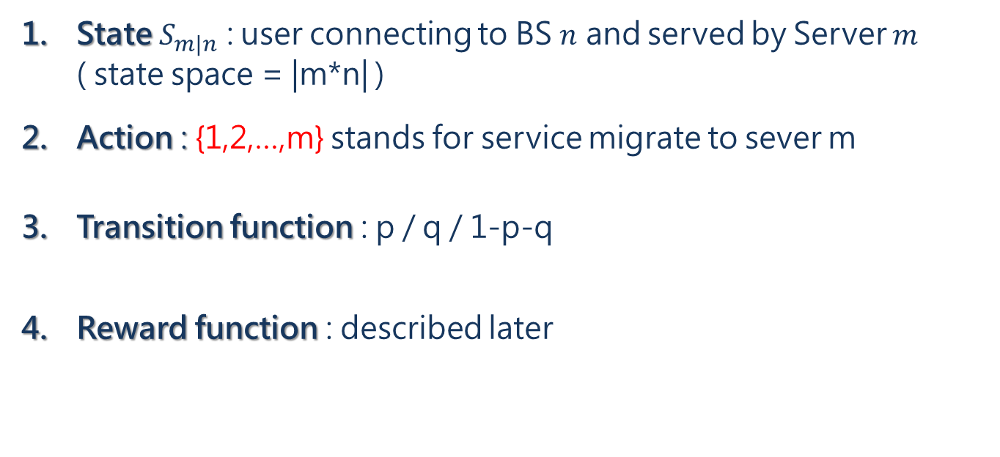 1. State S_{m|n} : user connecting to BS n and served by Server m
( state space = |m*n| )
2. Action : {1,2,...,m} stands for service migrate to sever m
3. Transition function : p / q / 1-p-q
4. Reward function : described later